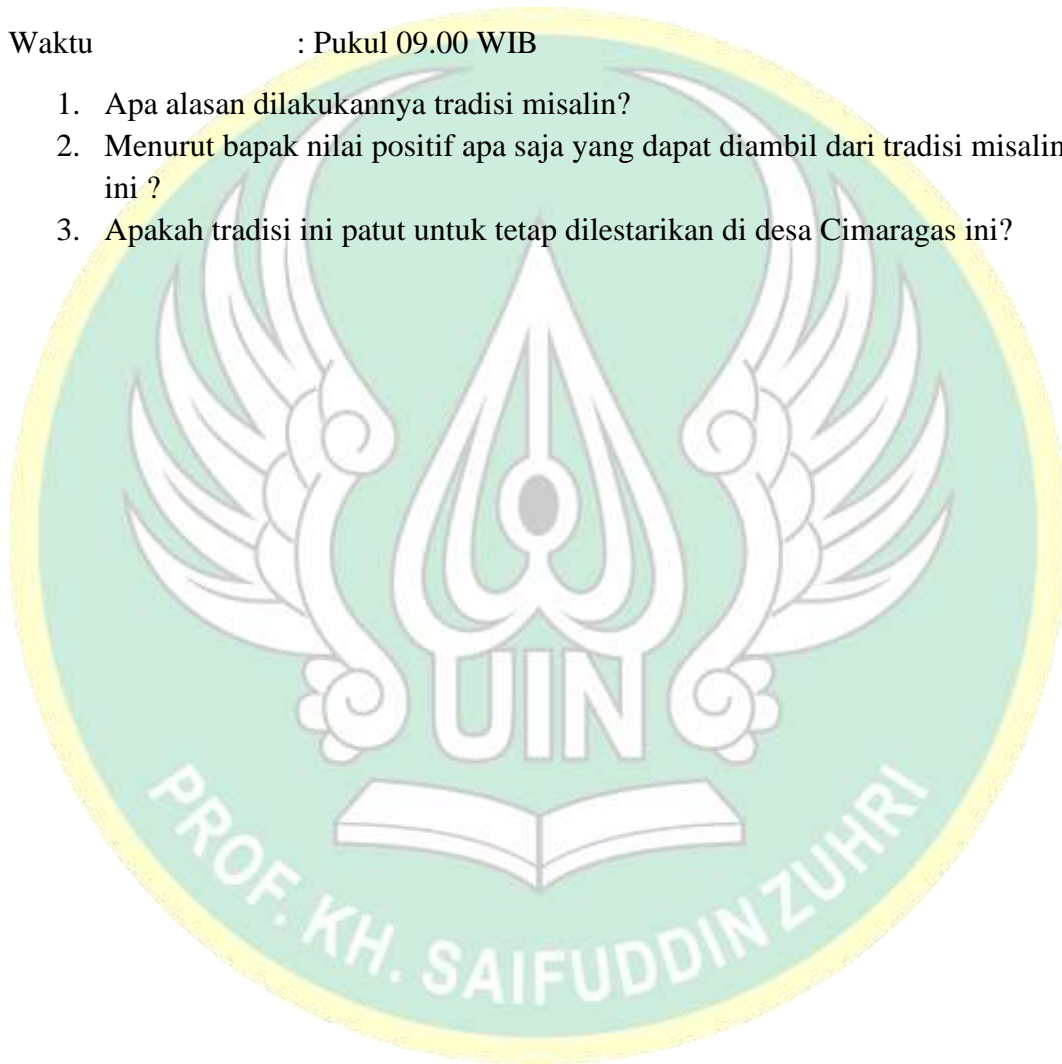 Waktu : Pukul 09.00 WIB
1. Apa alasan dilakukannya tradisi misalin?
2. Menurut bapak nilai positif apa saja yang dapat diambil dari tradisi misalin
ini ?
3. Apakah tradisi ini patut untuk tetap dilestarikan di desa Cimaragas ini?
UIN
PROF. KH. SAIFUDDIN ZUHRI